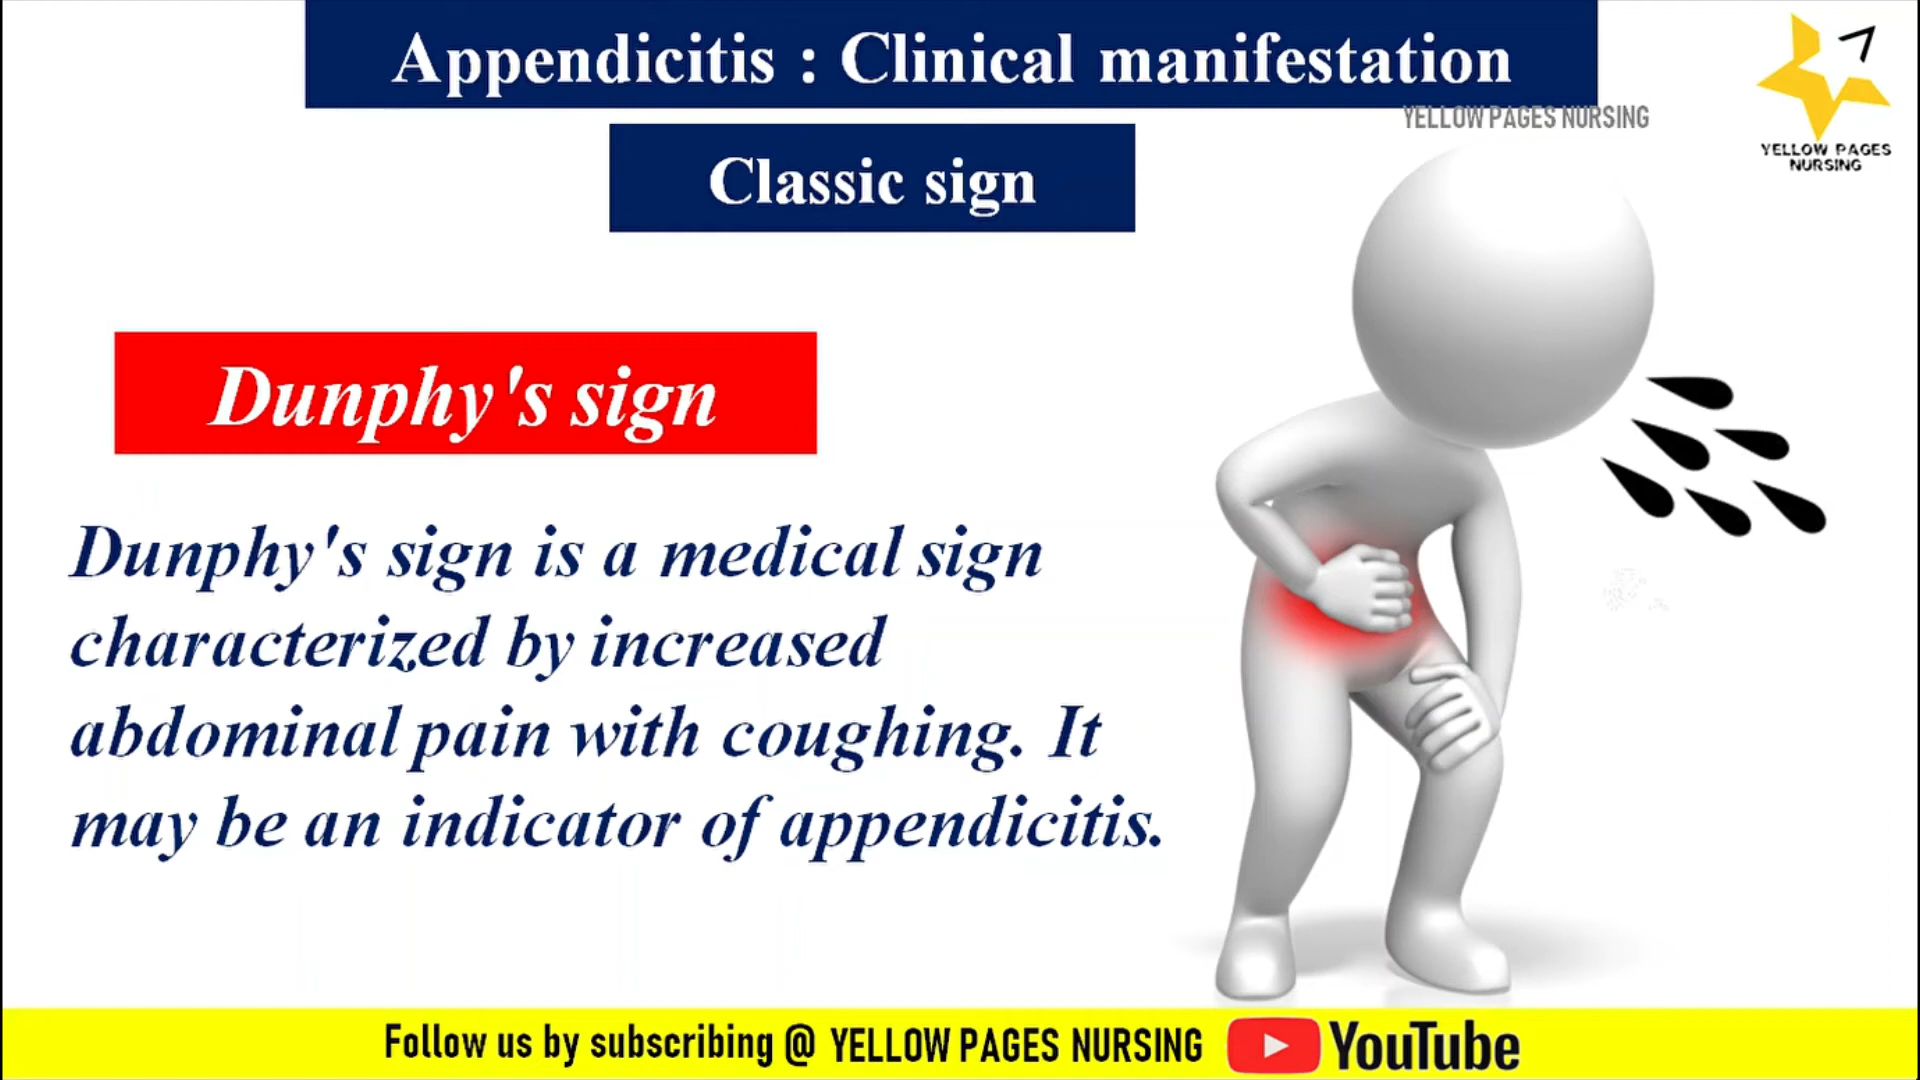 Appendicitis : Clinical manifestation
YELLOW PAGES NURSING
YELLOW PAGES
NURSING
Classic sign
Dunphy's sign
Dunphy's sign is a medical sign
characterized by increased
abdominal pain with coughing. It
may be an indicator of appendicitis.
Follow us by subscribing @ YELLOW PAGES NURSING YouTube